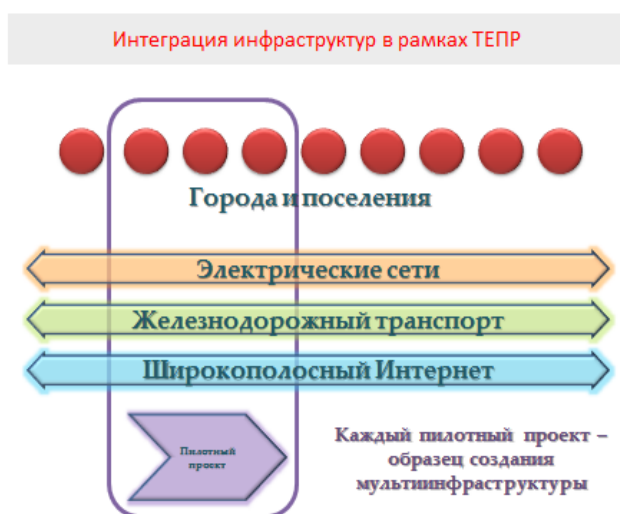 Интеграция инфраструктур в рамках ТЕПР
Города и поселения
Электрические сети
Железнодорожный транспорт
Широкополосный Интернет
Пилотный
проект
Каждый пилотный проект –
образец создания
мультиинфраструктуры